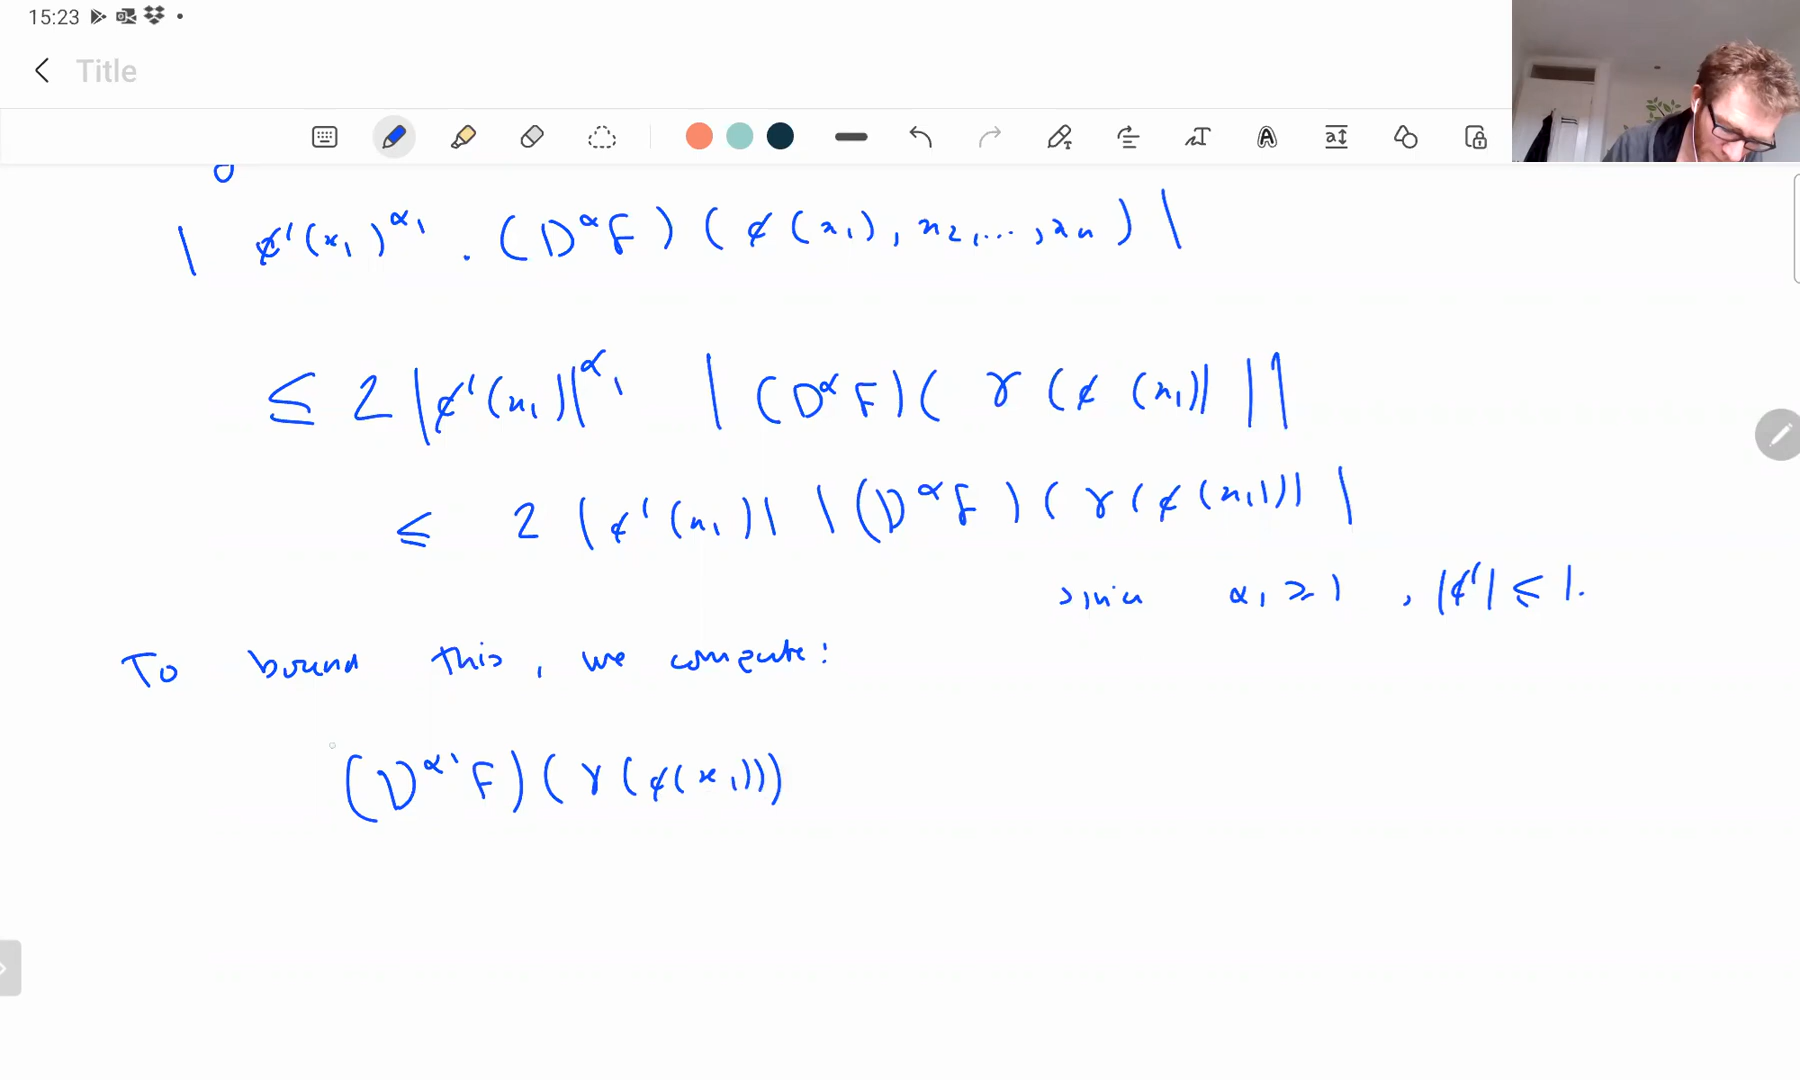 15:23
Title
| ϕ'(x₁)^α₁ . (D^α F) (ϕ(x₁), x₂, ..., xₙ) |
≤ 2 |ϕ'(x₁)|^α₁ | (D^α F)( γ (ϕ (x₁)| | |
≤ 2 |ϕ'(x₁)| | (D^α F) ( γ (ϕ(x₁)) ) |
since α₁ ≥ 1 , |ϕ'| ≤ 1.
To bound this, we compute:
(D^α' F) ( γ (ϕ(x₁)))